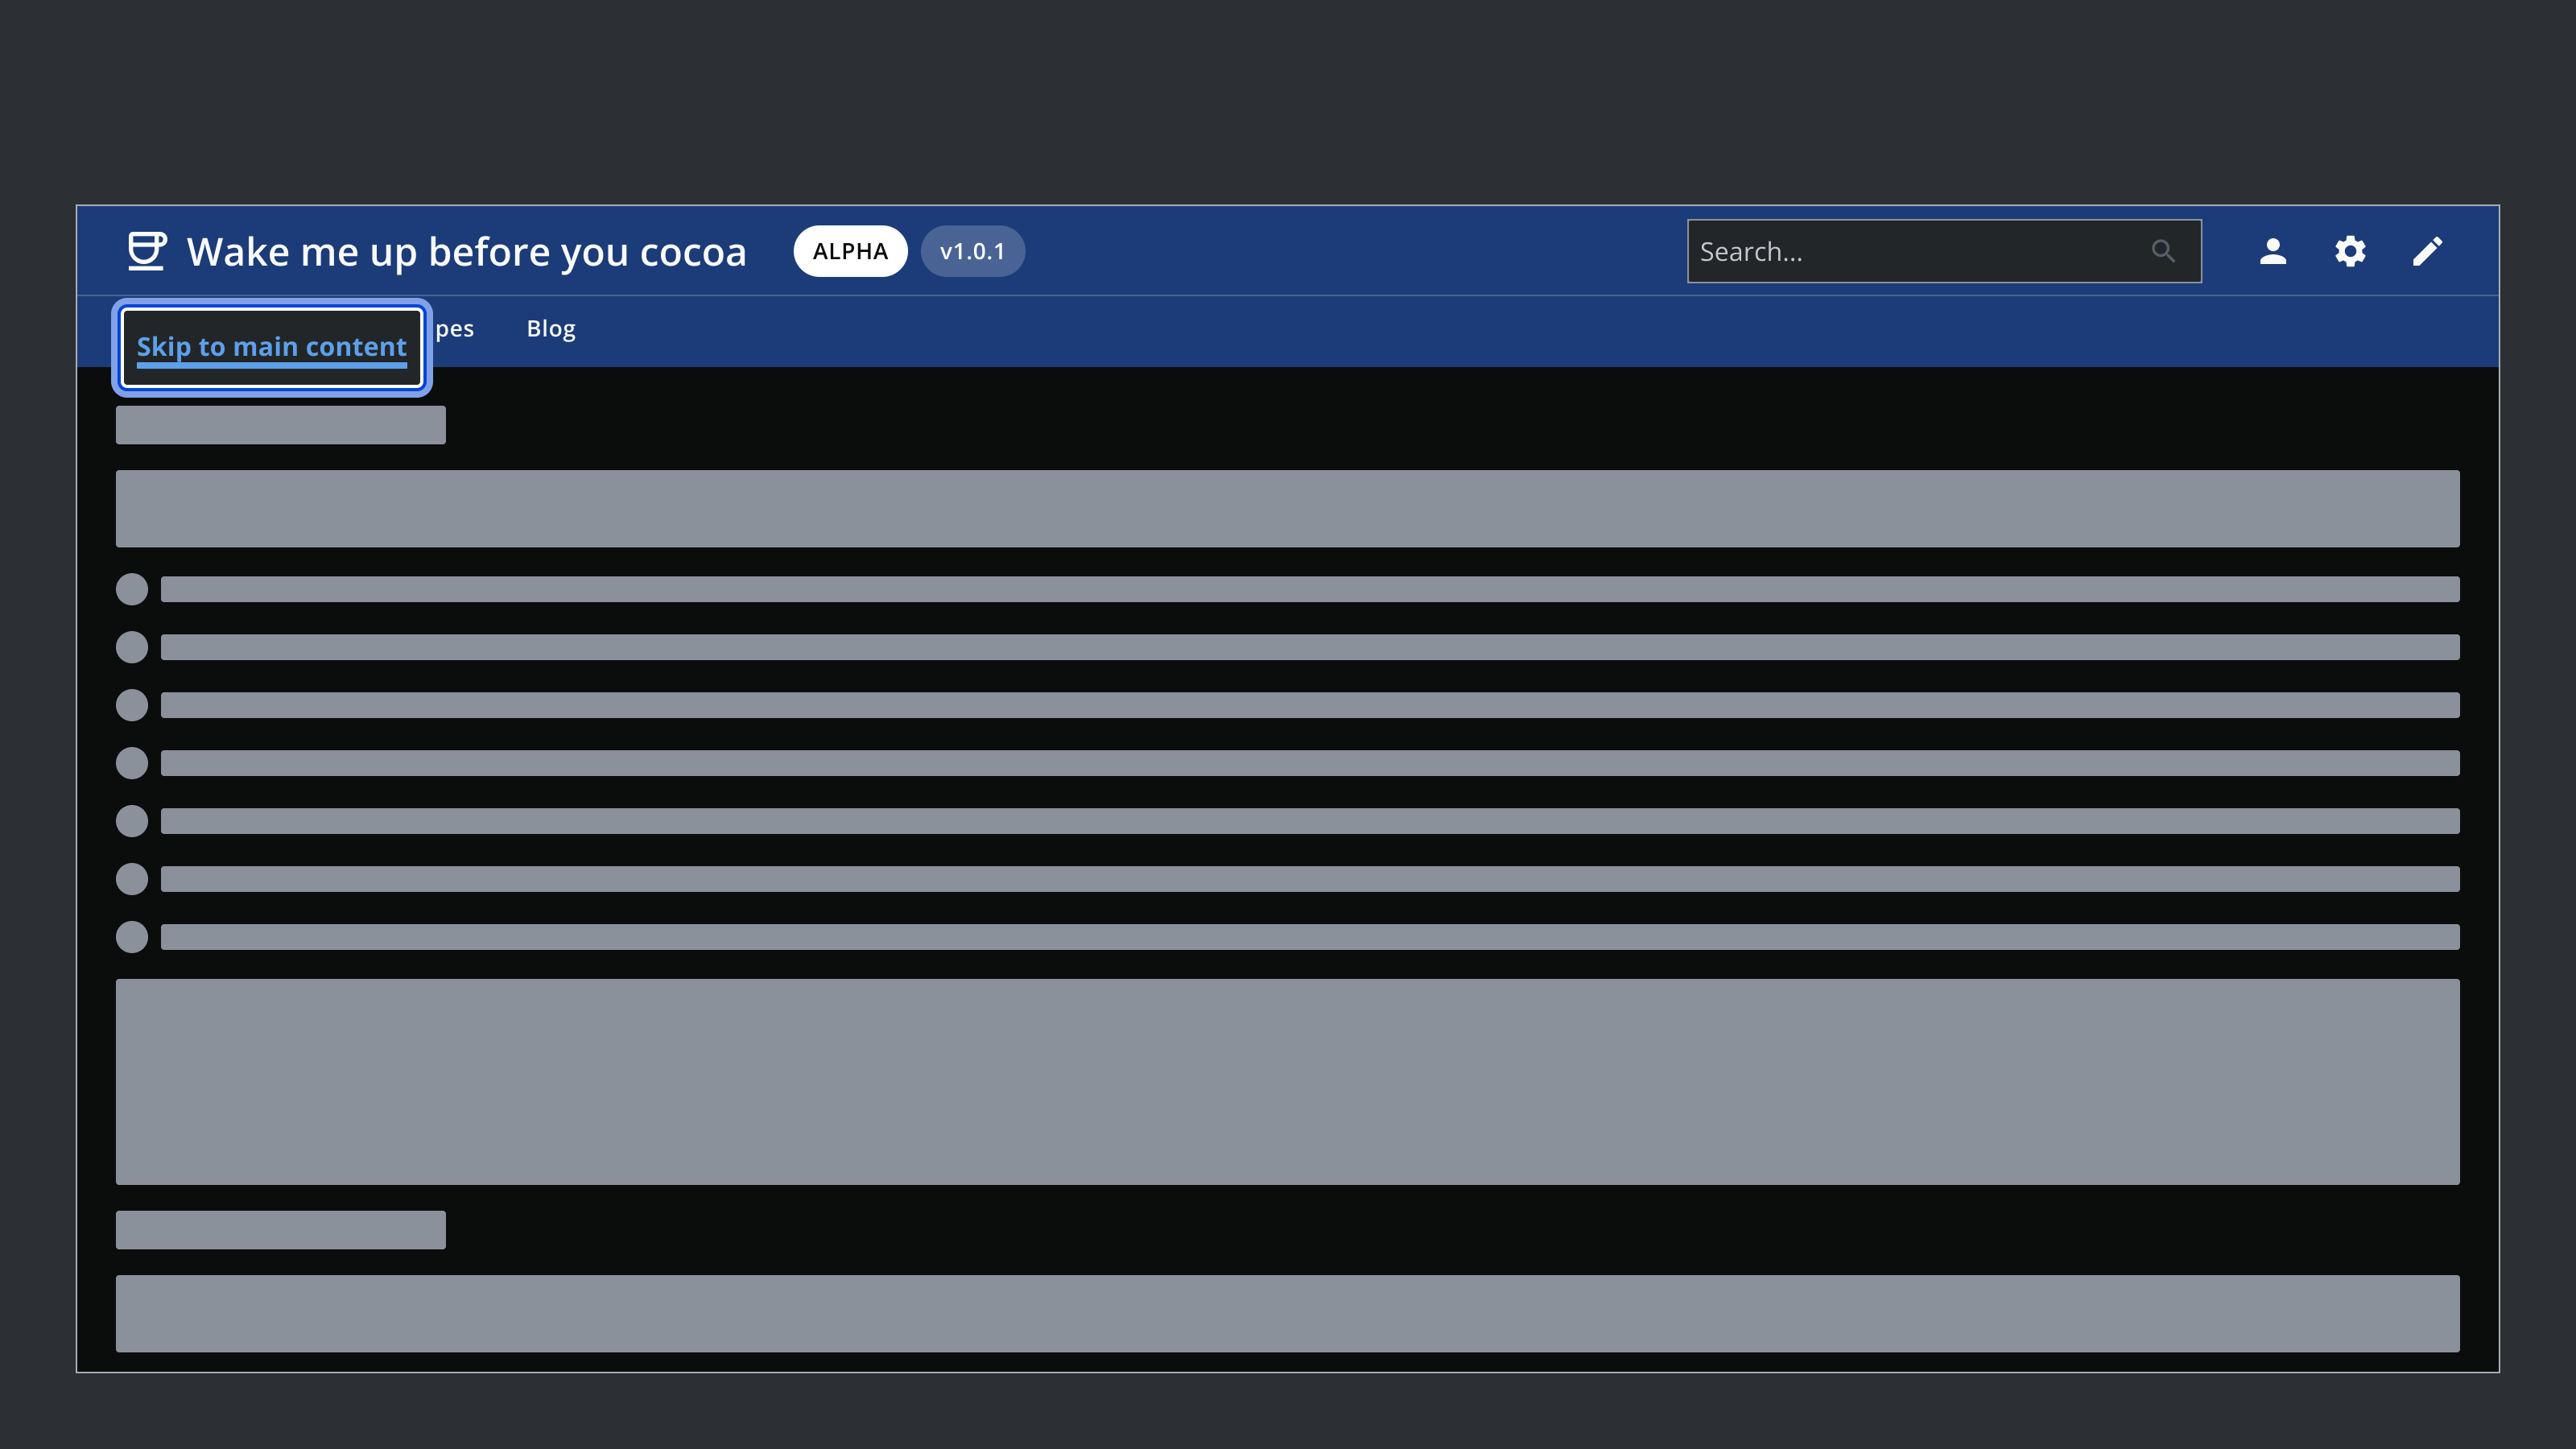 Wake me up before you cocoa
ALPHA
v1.0.1
Search...
Skip to main content
pes
Blog